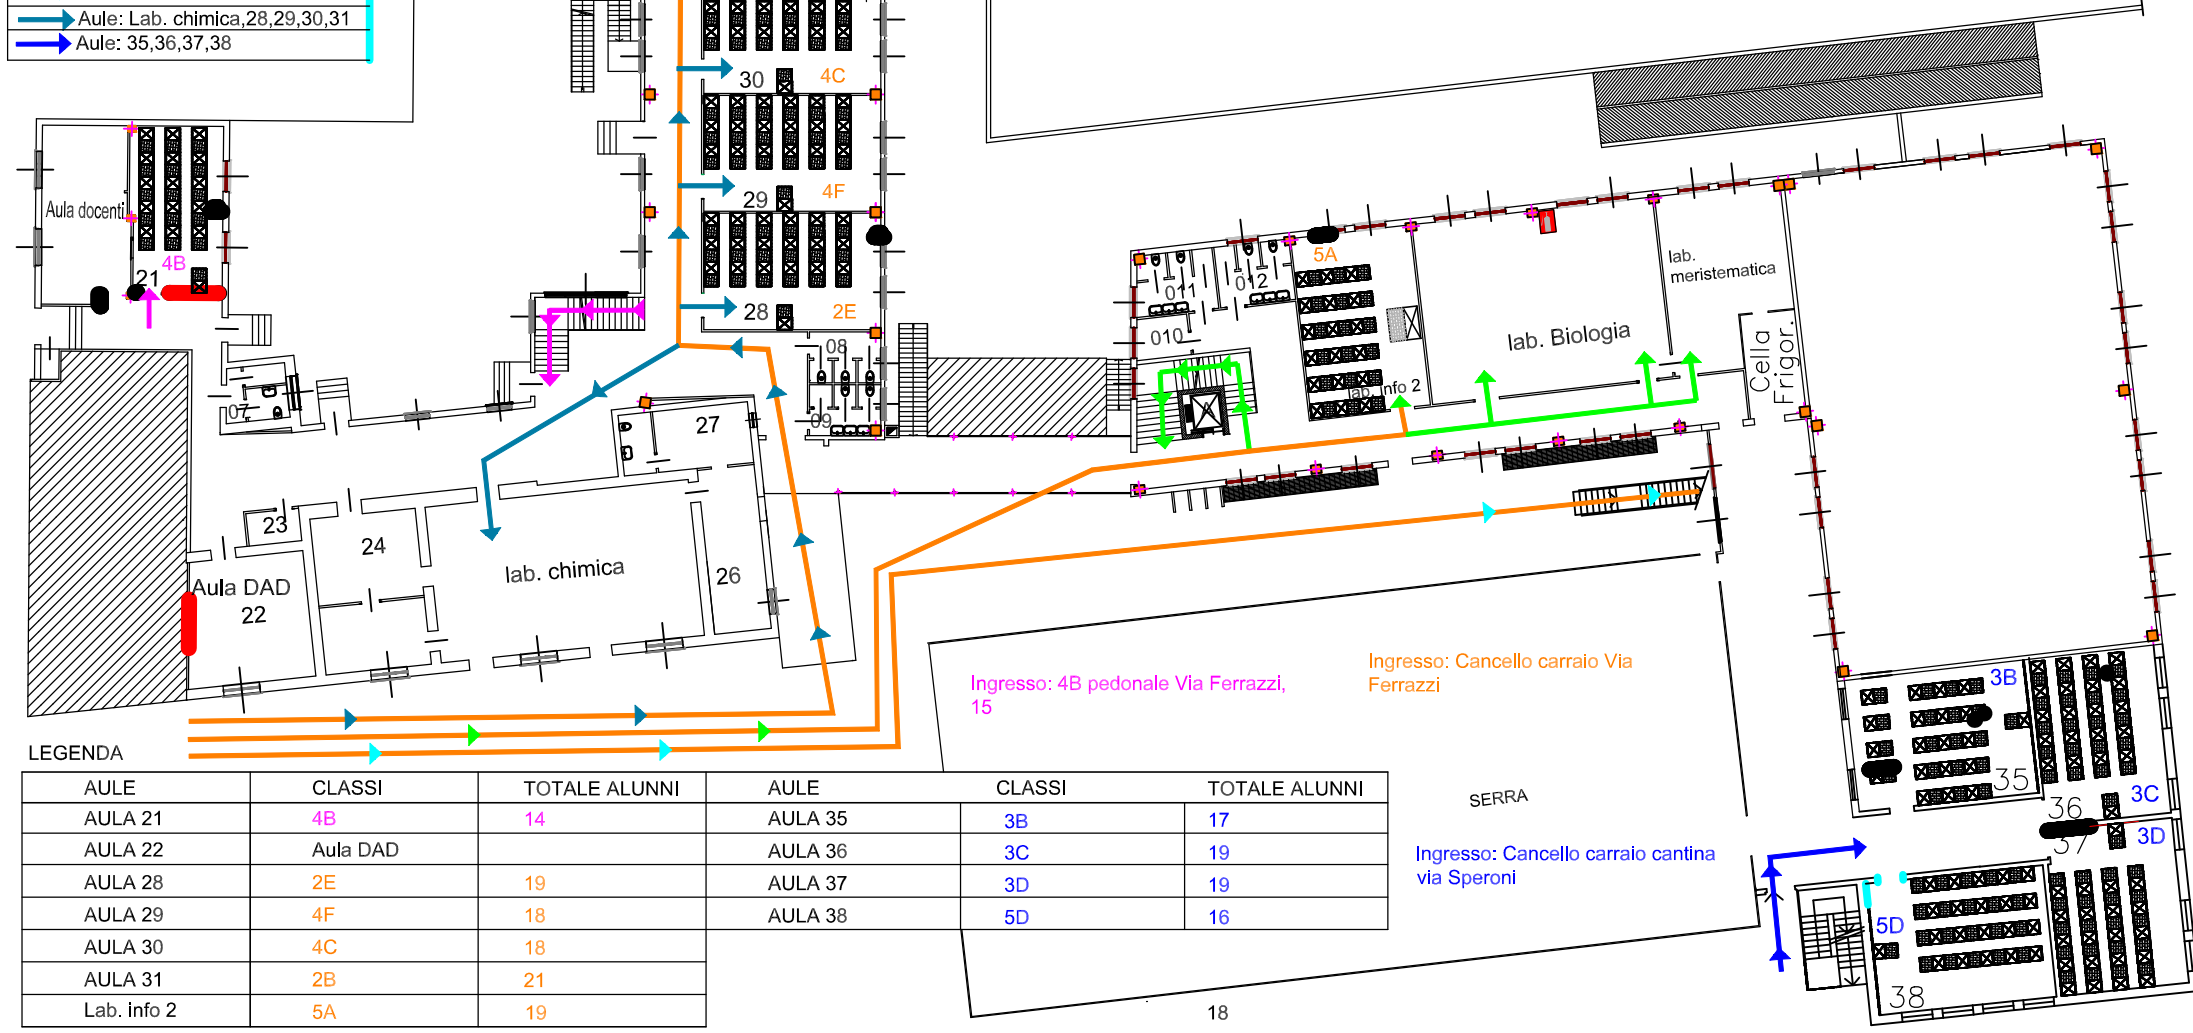 Aule: Lab. chimica,28,29,30,31
Aule: 35,36,37,38
30
4C
29
4F
28
2E
Aula docenti
4B
21
08
09
07
27
23
24
lab. chimica
26
Aula DAD
22
011
012
010
5A
lab. info 2
lab. Biologia
lab.
meristematica
Cella
Frigor.
Ingresso: 4B pedonale Via Ferrazzi,
15
Ingresso: Cancello carraio Via
Ferrazzi
SERRA
Ingresso: Cancello carraio cantina
via Speroni
3B
35
36
3C
37
3D
5D
38
LEGENDA
AULE CLASSI TOTALE ALUNNI AULE CLASSI TOTALE ALUNNI
AULA 21 4B 14 AULA 35 3B 17
AULA 22 Aula DAD AULA 36 3C 19
AULA 28 2E 19 AULA 37 3D 19
AULA 29 4F 18 AULA 38 5D 16
AULA 30 4C 18
AULA 31 2B 21
Lab. info 2 5A 19
18